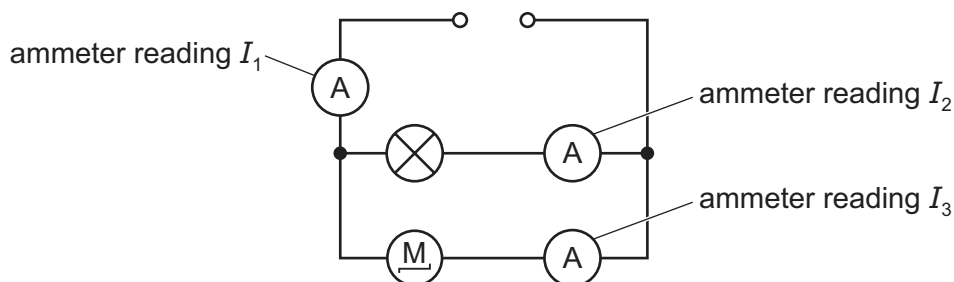 ammeter reading I₁
A
ammeter reading I₂
A
ammeter reading I₃
M
A